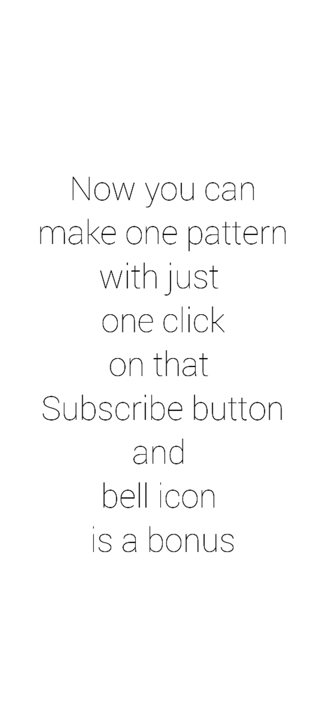 Now you can
make one pattern
with just
one click
on that
Subscribe button
and
bell icon
is a bonus